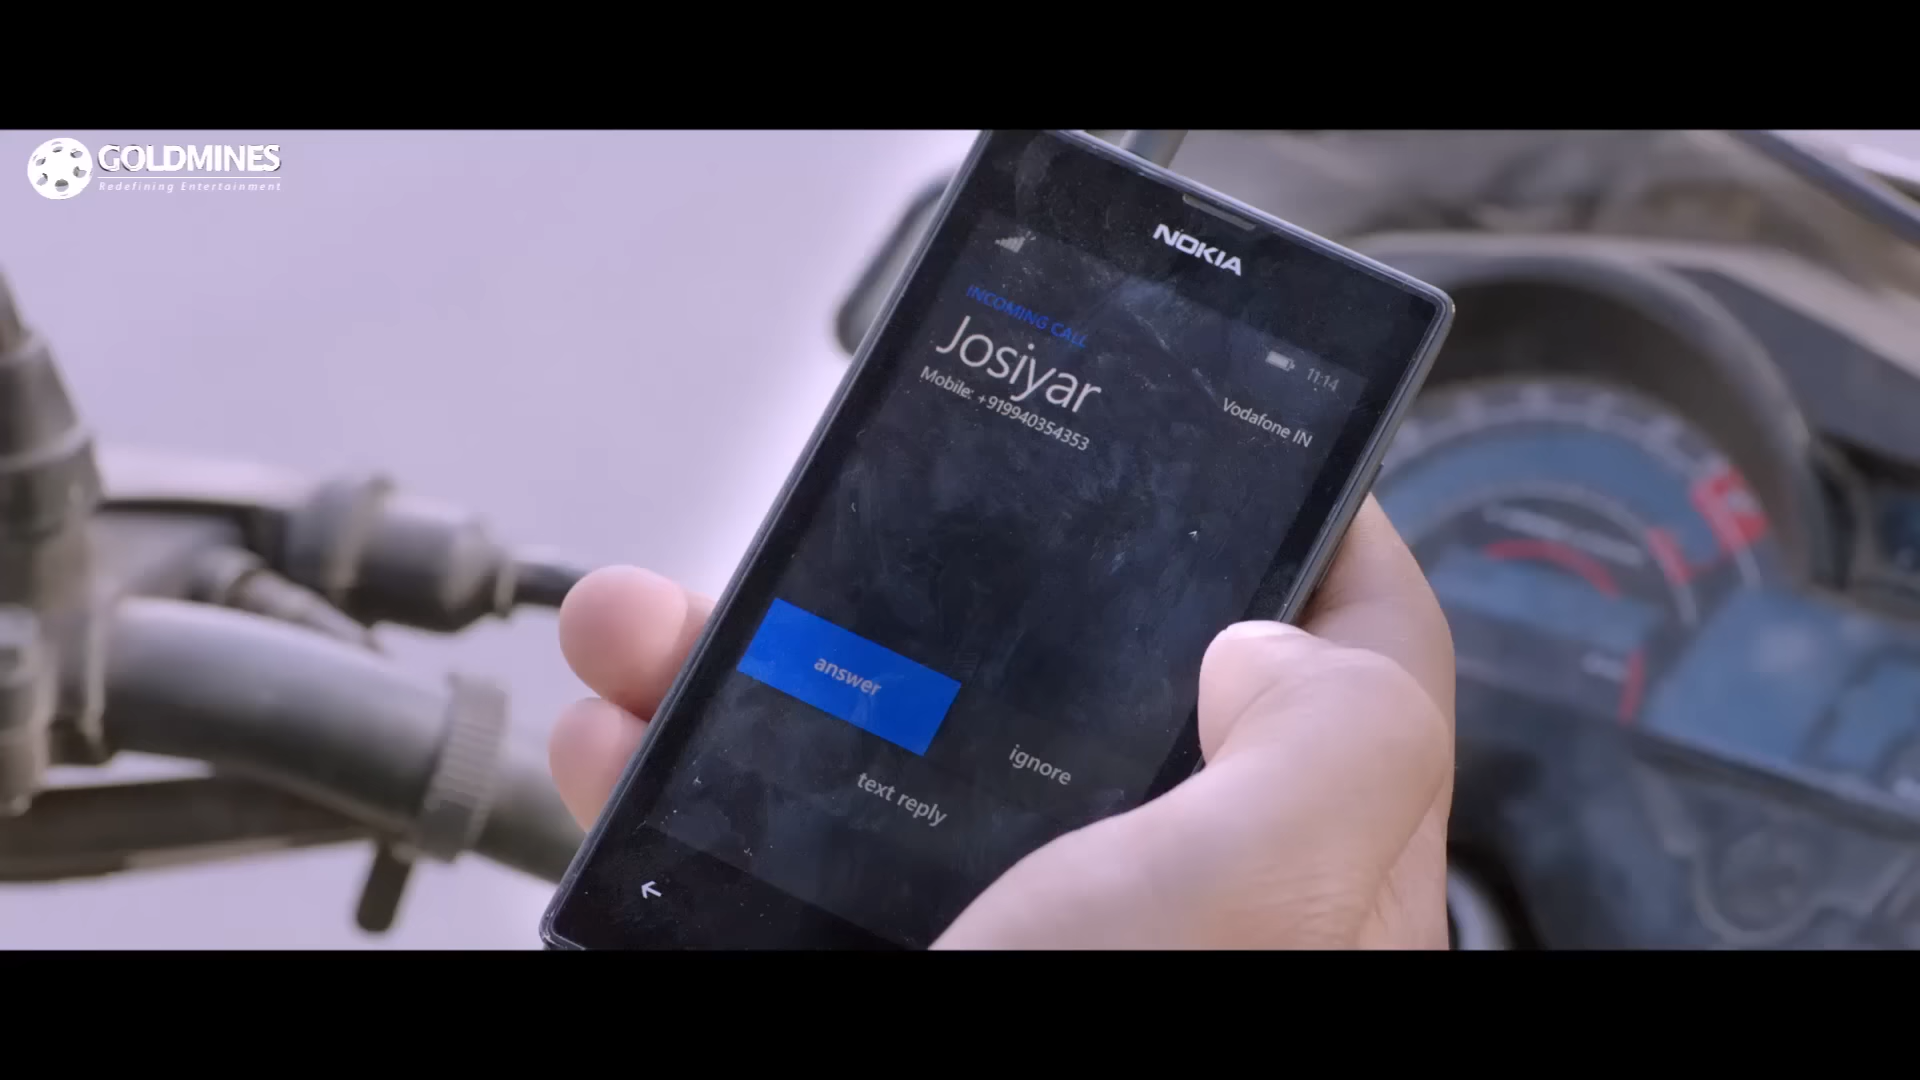 GOLDMINES
Redefining Entertainment
NOKIA
11:14
INCOMING CALL
Vodafone IN
Josiyar
Mobile: +919940354353
answer
ignore
text reply